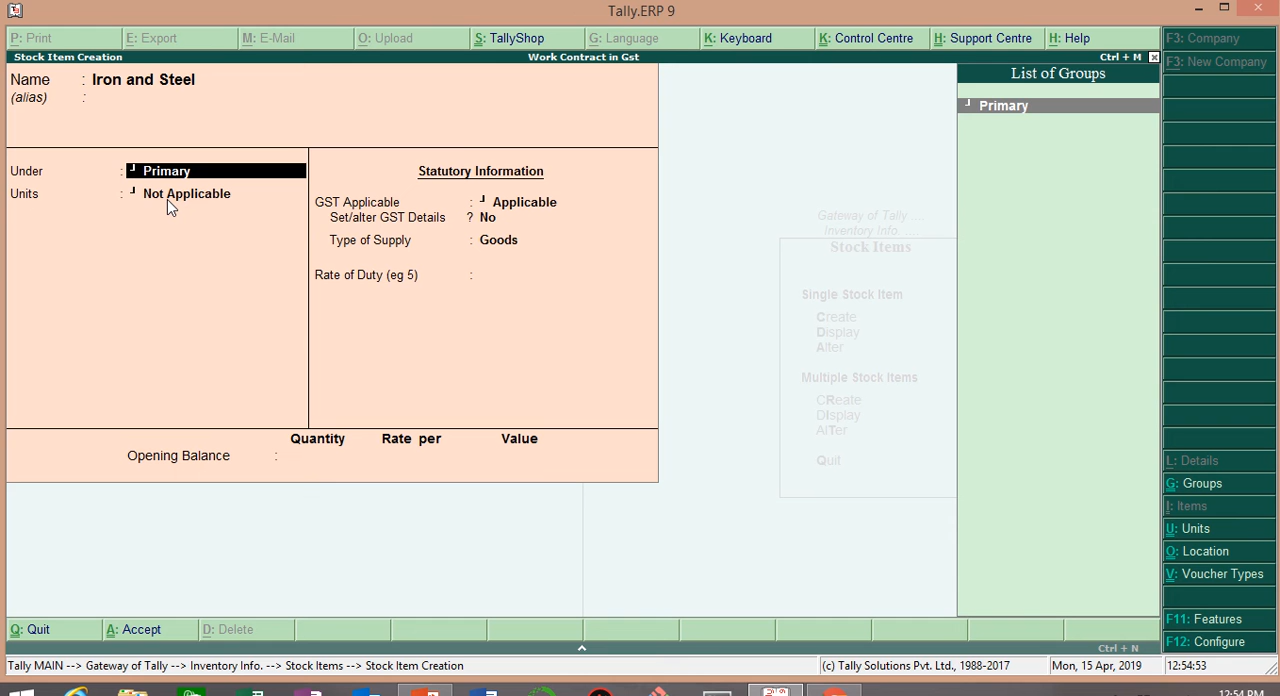 Tally.ERP 9
P: Print
E: Export
M: E-Mail
O: Upload
S: TallyShop
G: Language
K: Keyboard
K: Control Centre
H: Support Centre
H: Help
Stock Item Creation
Work Contract in Gst
Ctrl + M
Name : Iron and Steel
(alias) :
Under : Primary
Units : Not Applicable
Statutory Information
GST Applicable : Applicable
Set/alter GST Details ? No
Type of Supply : Goods
Rate of Duty (eg 5) :
Quantity Rate per Value
Opening Balance :
Gateway of Tally ....
Inventory Info. ....
Stock Items
Single Stock Item
Create
Display
Alter
Multiple Stock Items
CReate
DIsplay
AlTer
Quit
List of Groups
Primary
F3: Company
F3: New Company
L: Details
G: Groups
I: Items
U: Units
O: Location
V: Voucher Types
F11: Features
F12: Configure
Q: Quit
A: Accept
D: Delete
Ctrl + N
Tally MAIN --> Gateway of Tally --> Inventory Info. --> Stock Items --> Stock Item Creation
(c) Tally Solutions Pvt. Ltd., 1988-2017
Mon, 15 Apr, 2019
12:54:53
12:54 PM